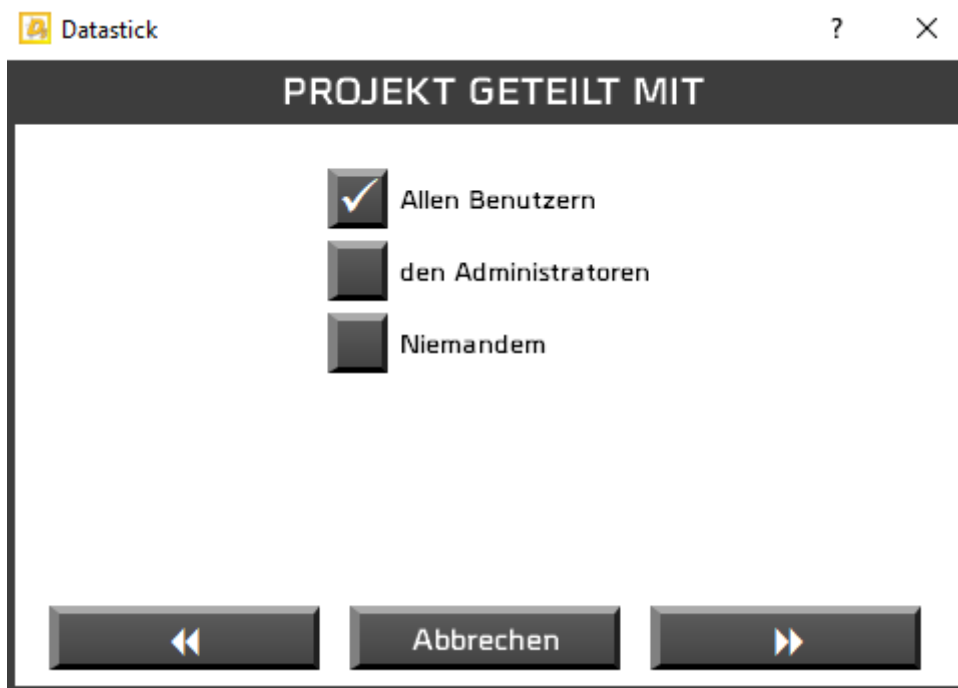 Datastick
?
PROJEKT GETEILT MIT
Allen Benutzern
den Administratoren
Niemandem
Abbrechen